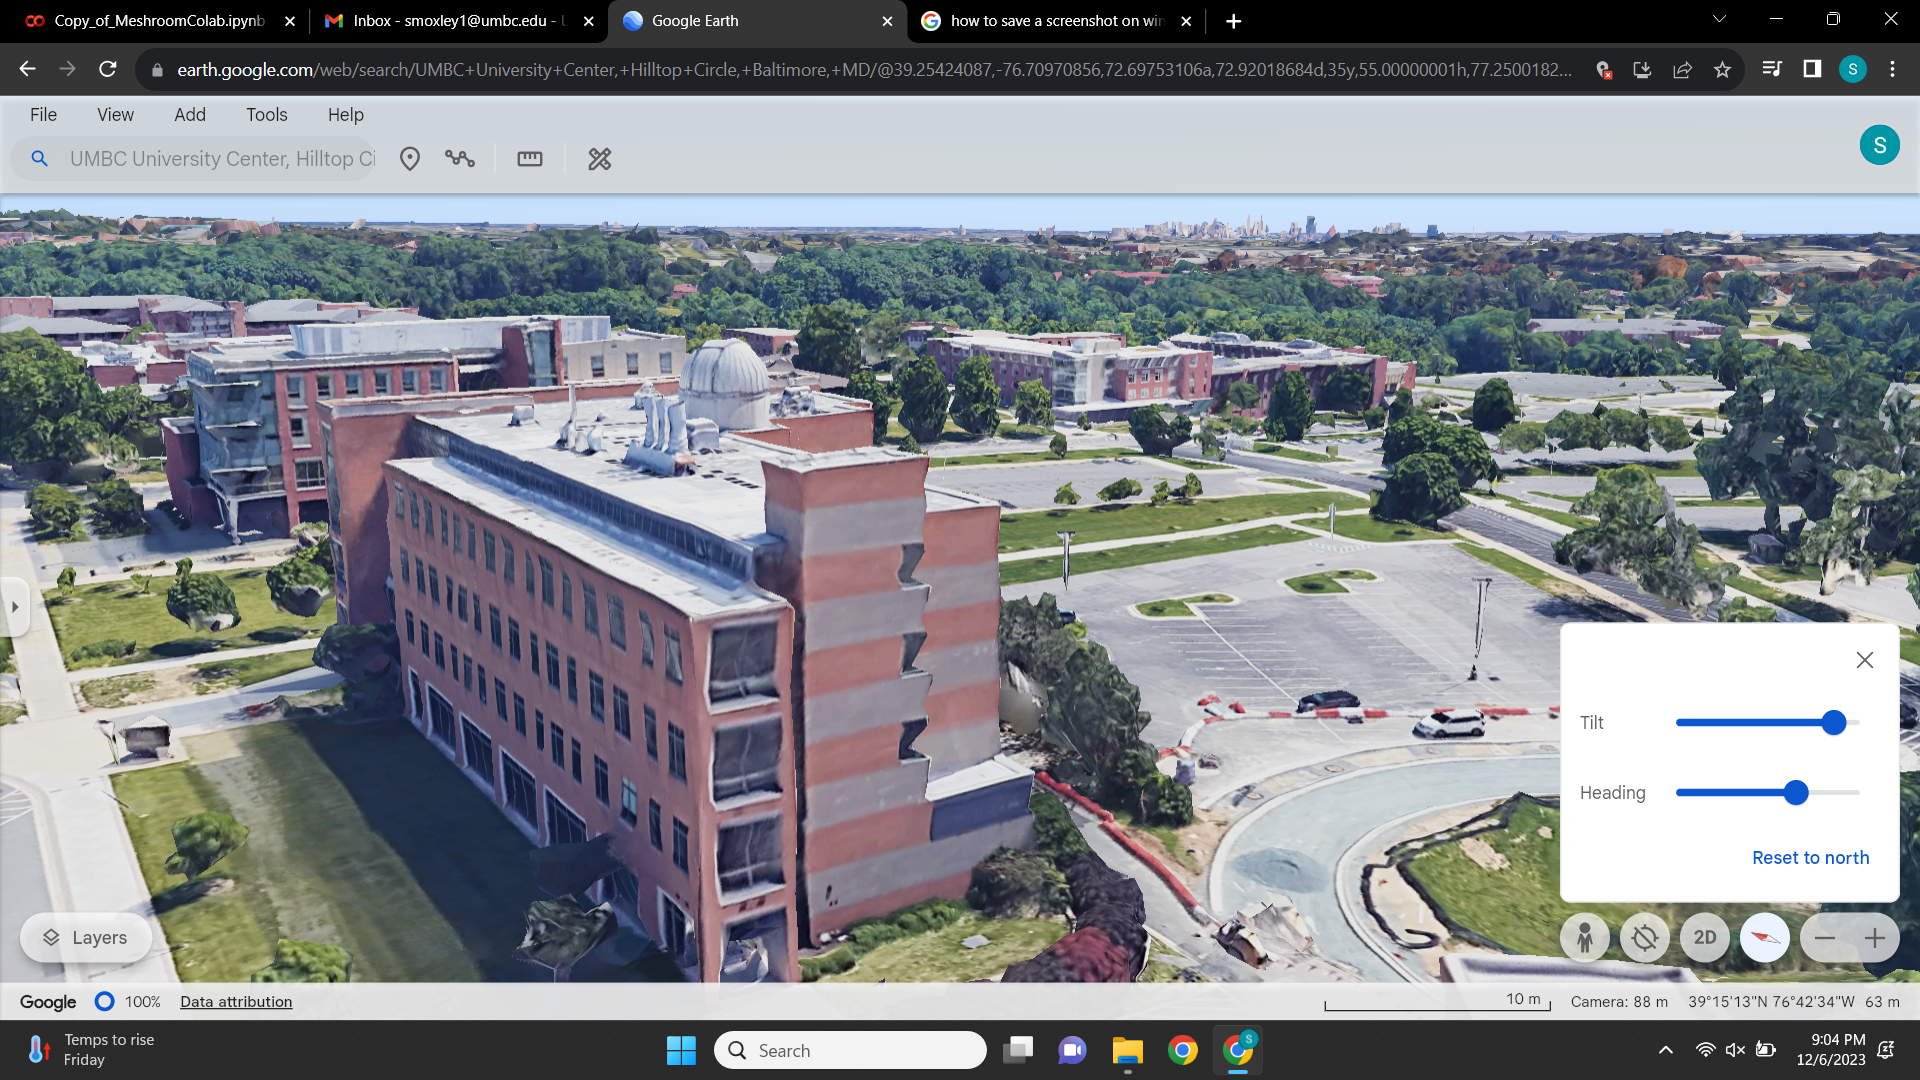 Copy_of_MeshroomColab.ipynb
Inbox - smoxley1@umbc.edu - U
Google Earth
how to save a screenshot on win
earth.google.com/web/search/UMBC+University+Center,+Hilltop+Circle,+Baltimore,+MD/@39.25424087,-76.70970856,72.69753106a,72.92018684d,35y,55.00000001h,77.2500182...
S
File View Add Tools Help
UMBC University Center, Hilltop Ci
S
Tilt
Heading
Reset to north
Layers
2D
Google 100% Data attribution
10 m
Camera: 88 m 39°15'13"N 76°42'34"W 63 m
Temps to rise
Friday
Search
S
9:04 PM
12/6/2023